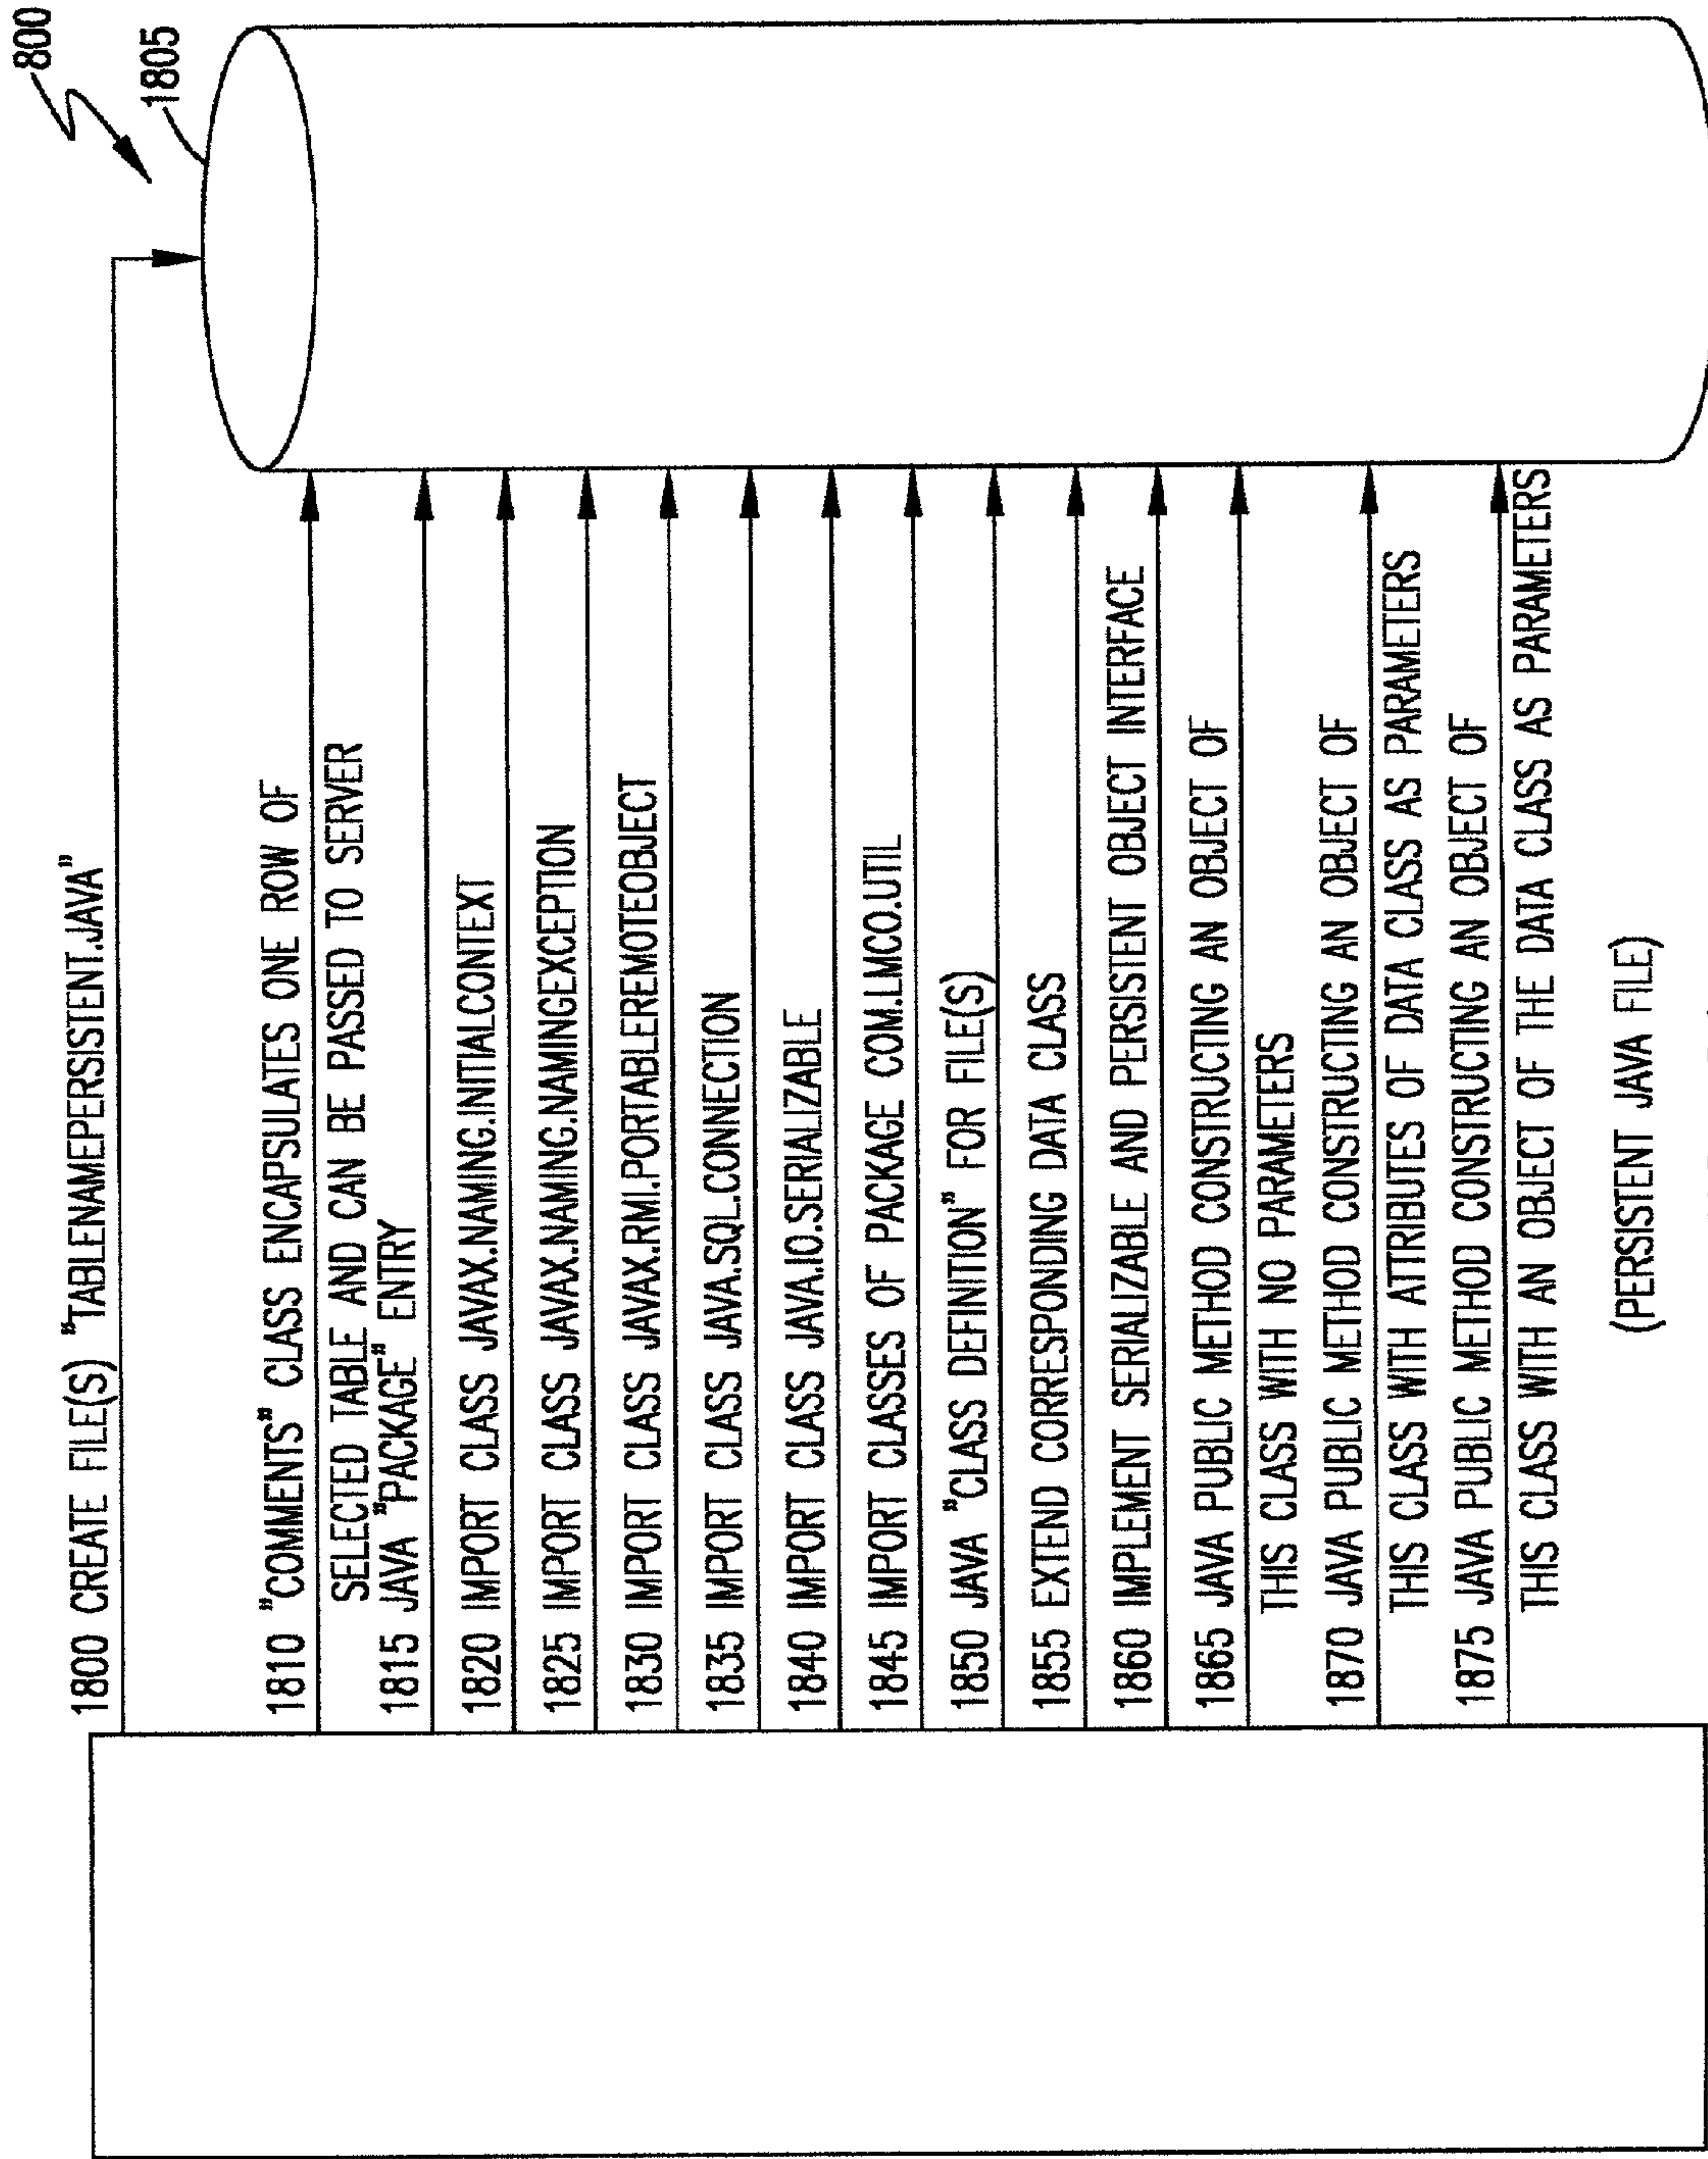 800
1805
1800 CREATE FILE(S) "TABLENAMEPERSISTENT.JAVA"
1810 "COMMENTS" CLASS ENCAPSULATES ONE ROW OF
SELECTED TABLE AND CAN BE PASSED TO SERVER
1815 JAVA "PACKAGE" ENTRY
1820 IMPORT CLASS JAVAX.NAMING.INITIALCONTEXT
1825 IMPORT CLASS JAVAX.NAMING.NAMINGEXCEPTION
1830 IMPORT CLASS JAVAX.RMI.PORTABLEREMOTEOBJECT
1835 IMPORT CLASS JAVA.SQL.CONNECTION
1840 IMPORT CLASS JAVA.IO.SERIALIZABLE
1845 IMPORT CLASSES OF PACKAGE COM.LMCO.UTIL
1850 JAVA "CLASS DEFINITION" FOR FILE(S)
1855 EXTEND CORRESPONDING DATA CLASS
1860 IMPLEMENT SERIALIZABLE AND PERSISTENT OBJECT INTERFACE
1865 JAVA PUBLIC METHOD CONSTRUCTING AN OBJECT OF
THIS CLASS WITH NO PARAMETERS
1870 JAVA PUBLIC METHOD CONSTRUCTING AN OBJECT OF
THIS CLASS WITH ATTRIBUTES OF DATA CLASS AS PARAMETERS
1875 JAVA PUBLIC METHOD CONSTRUCTING AN OBJECT OF
THIS CLASS WITH AN OBJECT OF THE DATA CLASS AS PARAMETERS
(PERSISTENT JAVA FILE)